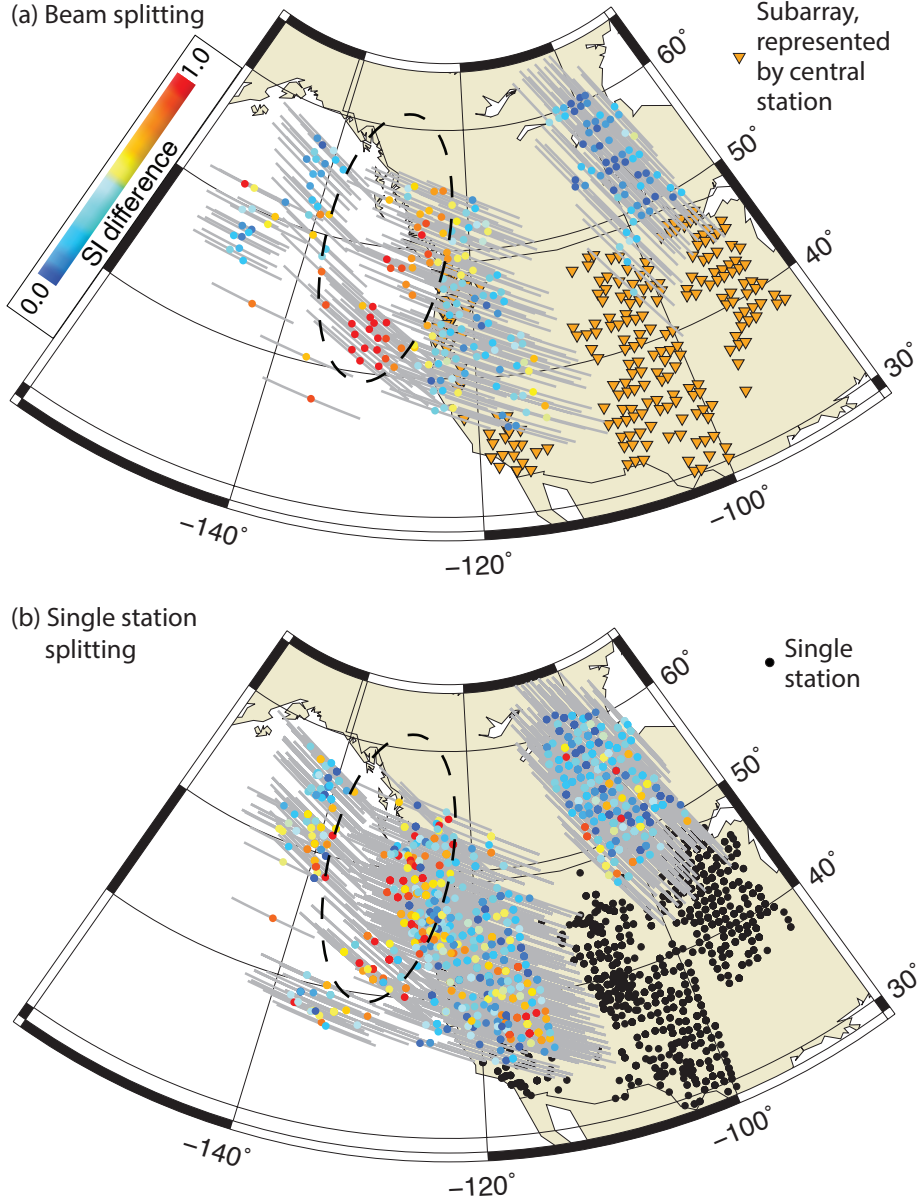 (a) Beam splitting
Subarray,
represented
by central
station
1.0
SI difference
0.0
60°
50°
40°
30°
−100°
−120°
−140°
(b) Single station
splitting
Single
station
60°
50°
40°
30°
−100°
−120°
−140°